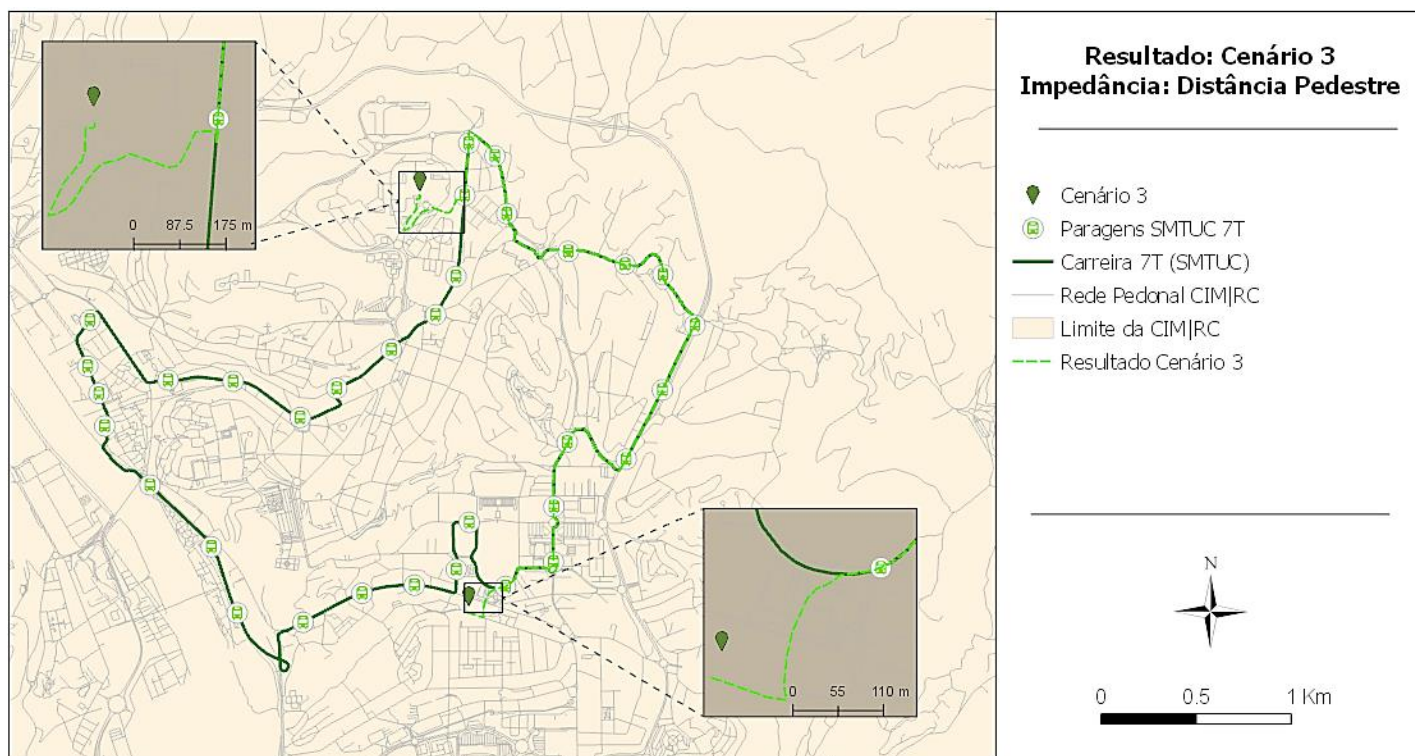 Resultado: Cenário 3
Impedância: Distância Pedestre
Cenário 3
Paragens SMTUC 7T
Carreira 7T (SMTUC)
Rede Pedonal CIM|RC
Limite da CIM|RC
Resultado Cenário 3
0 87.5 175 m
0 55 110 m
N
0 0.5 1 Km